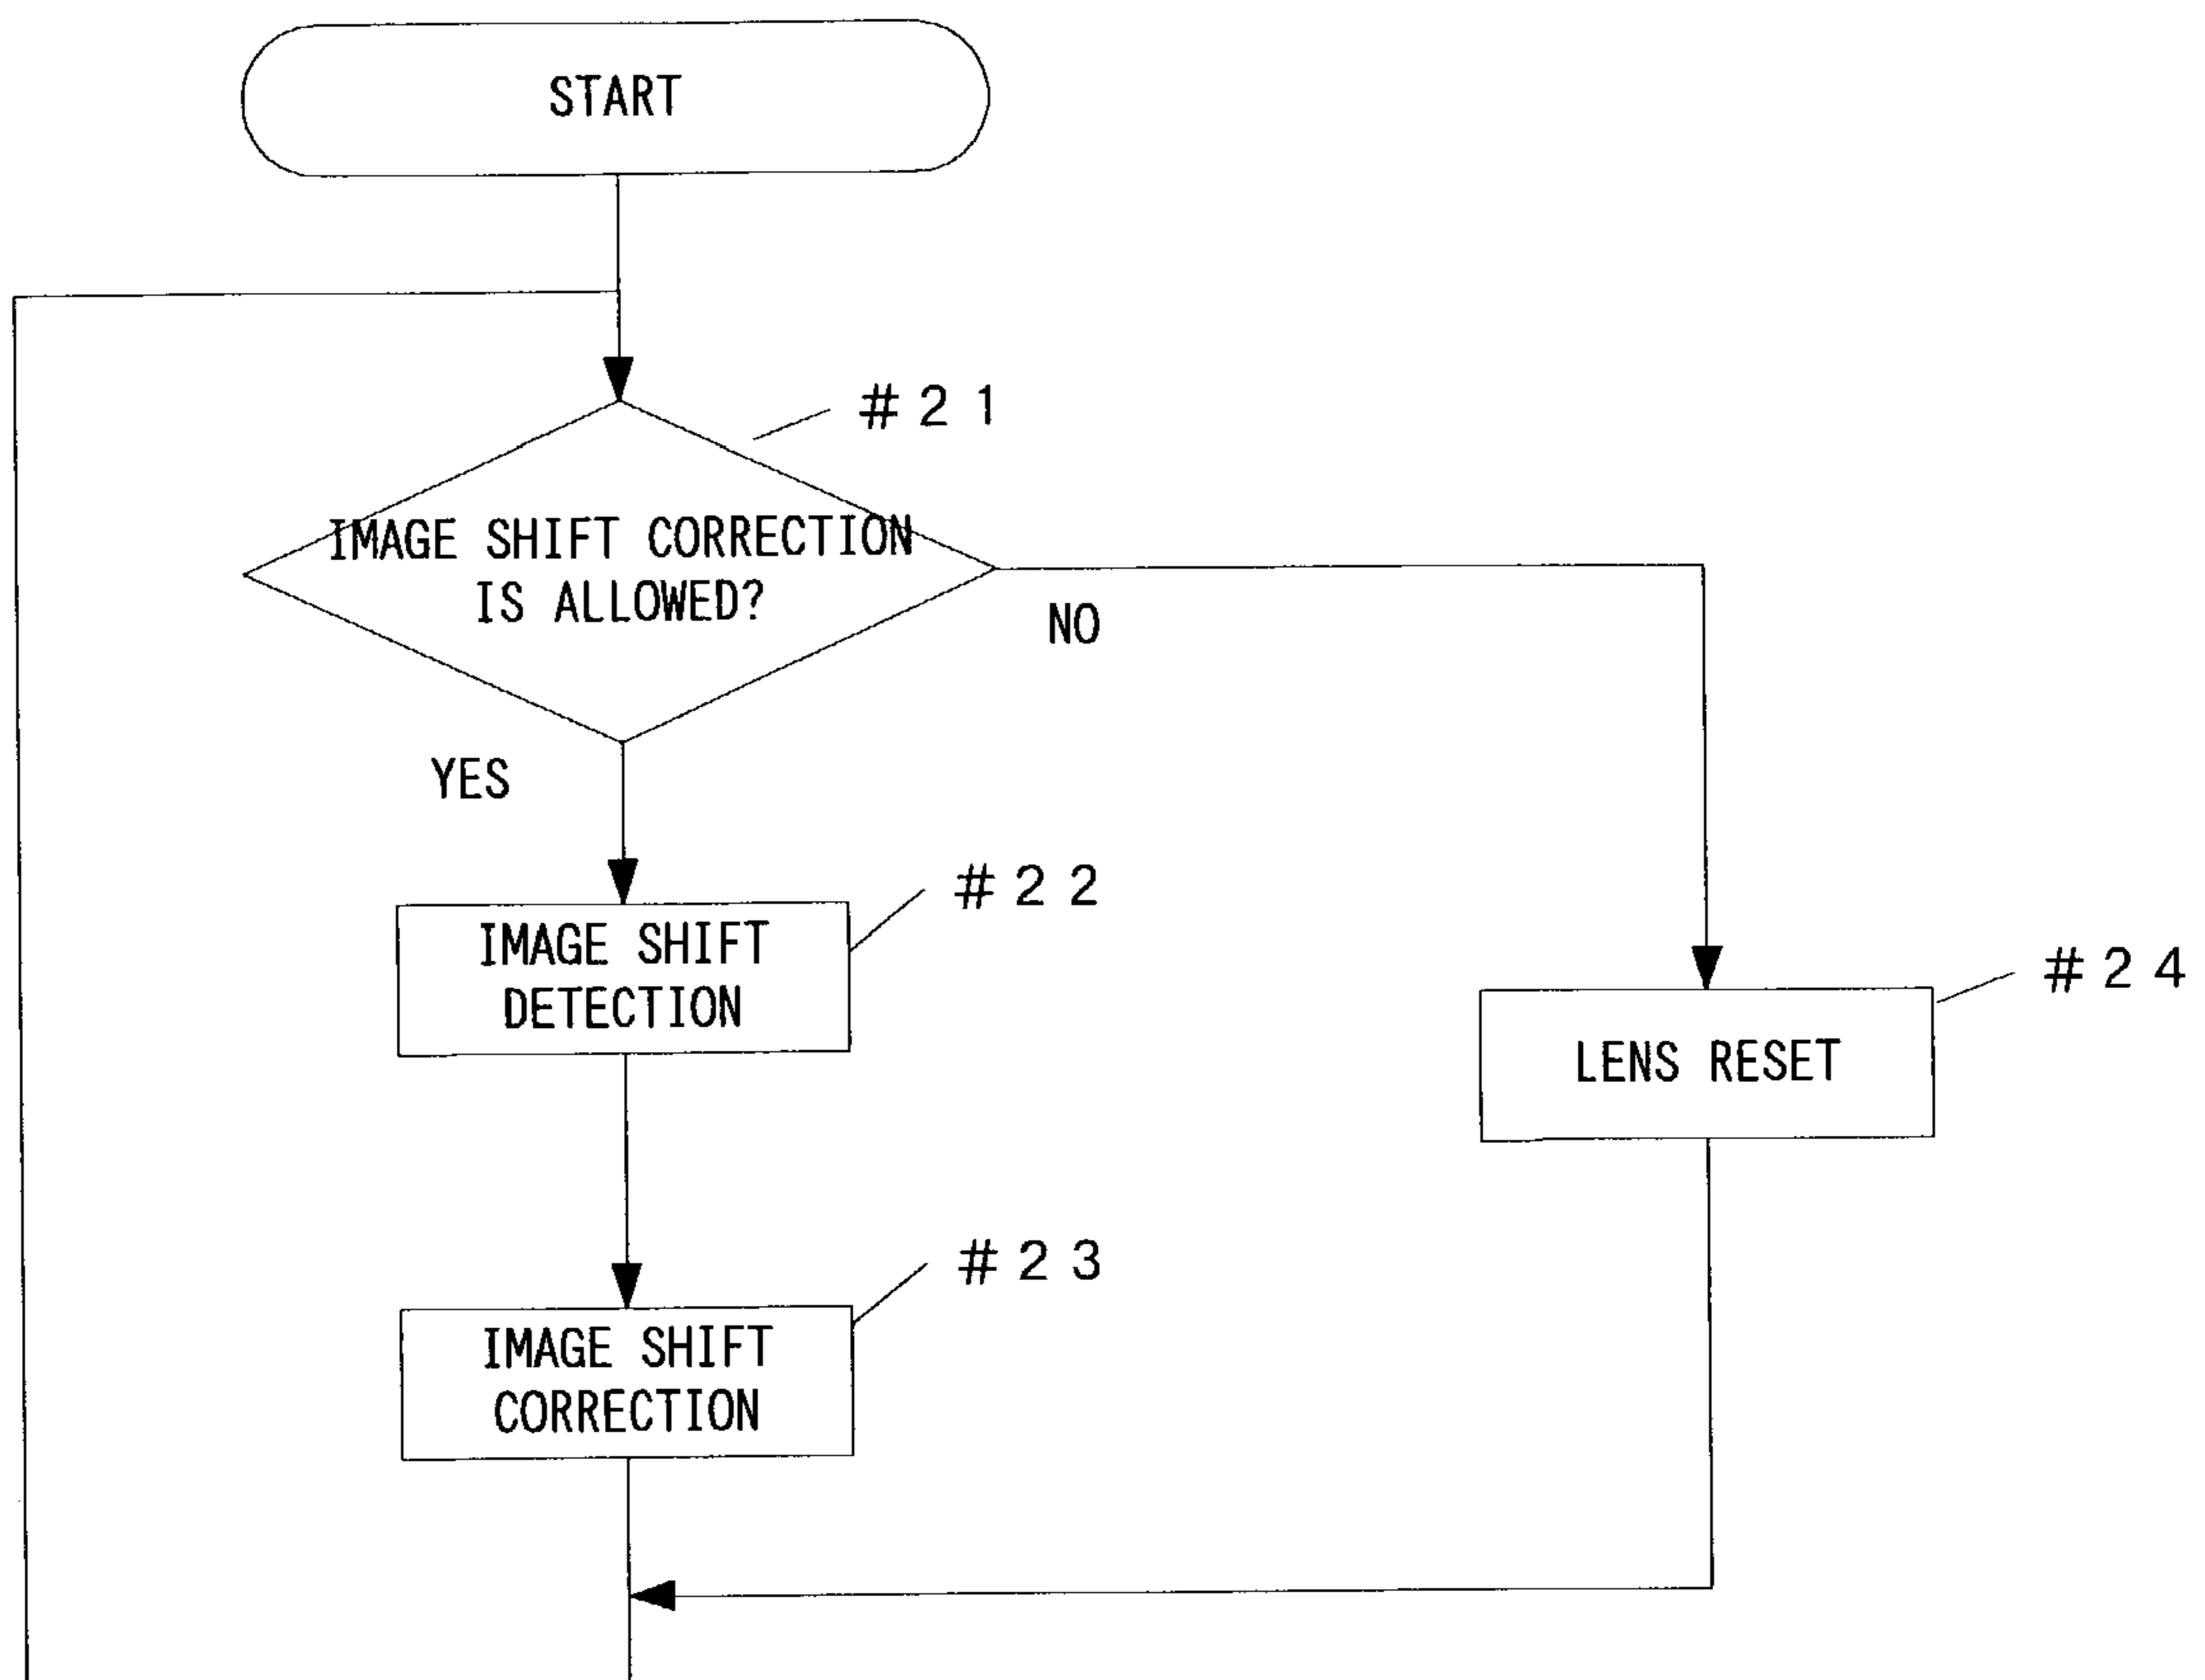 START
#21
IMAGE SHIFT CORRECTION
IS ALLOWED?
NO
YES
#22
IMAGE SHIFT
DETECTION
#24
LENS RESET
#23
IMAGE SHIFT
CORRECTION